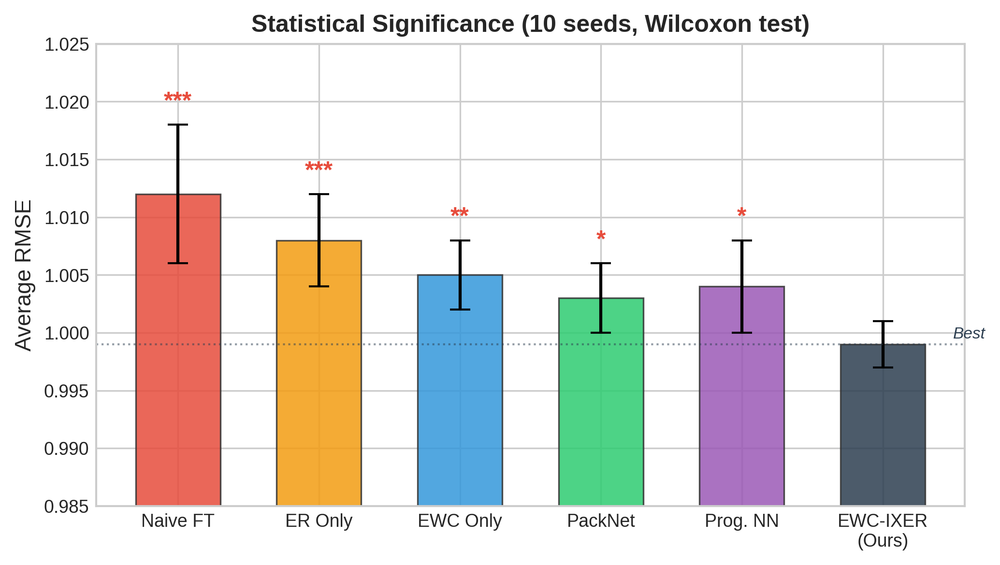 Statistical Significance (10 seeds, Wilcoxon test)
Average RMSE
1.025
1.020
1.015
1.010
1.005
1.000
0.995
0.990
0.985
***
***
**
*
*
Best
Naive FT
ER Only
EWC Only
PackNet
Prog. NN
EWC-IXER
(Ours)